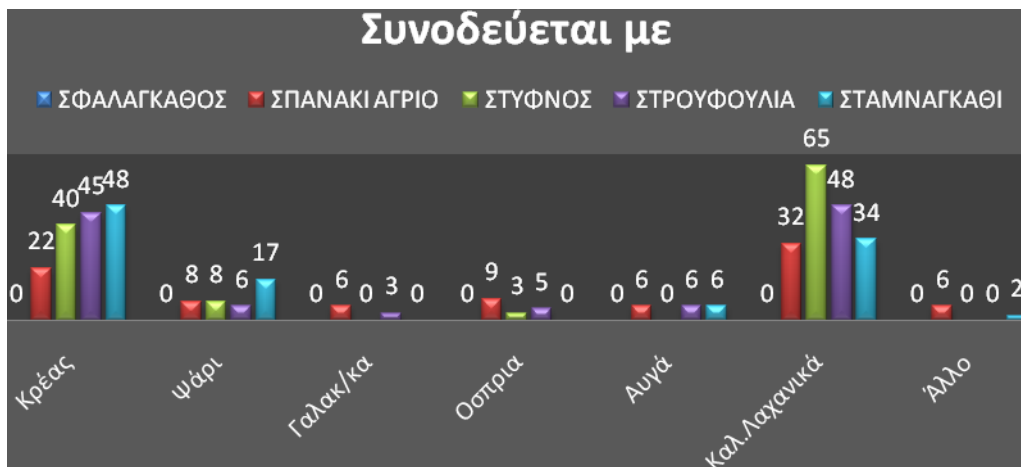 Συνοδεύεται με
ΣΦΑΛΑΓΚΑΘΟΣ ΣΠΑΝΑΚΙ ΑΓΡΙΟ ΣΤΥΦΝΟΣ ΣΤΡΟΥΦΟΥΛΙΑ ΣΤΑΜΝΑΓΚΑΘΙ
0 22 40 45 48 0 8 8 6 17 0 6 0 3 0 0 9 3 5 0 0 6 0 6 6 0 32 65 48 34 0 6 0 0 2
Κρέας Ψάρι Γαλακ/κα Οσπρια Αυγά Καλ.Λαχανικά Άλλο